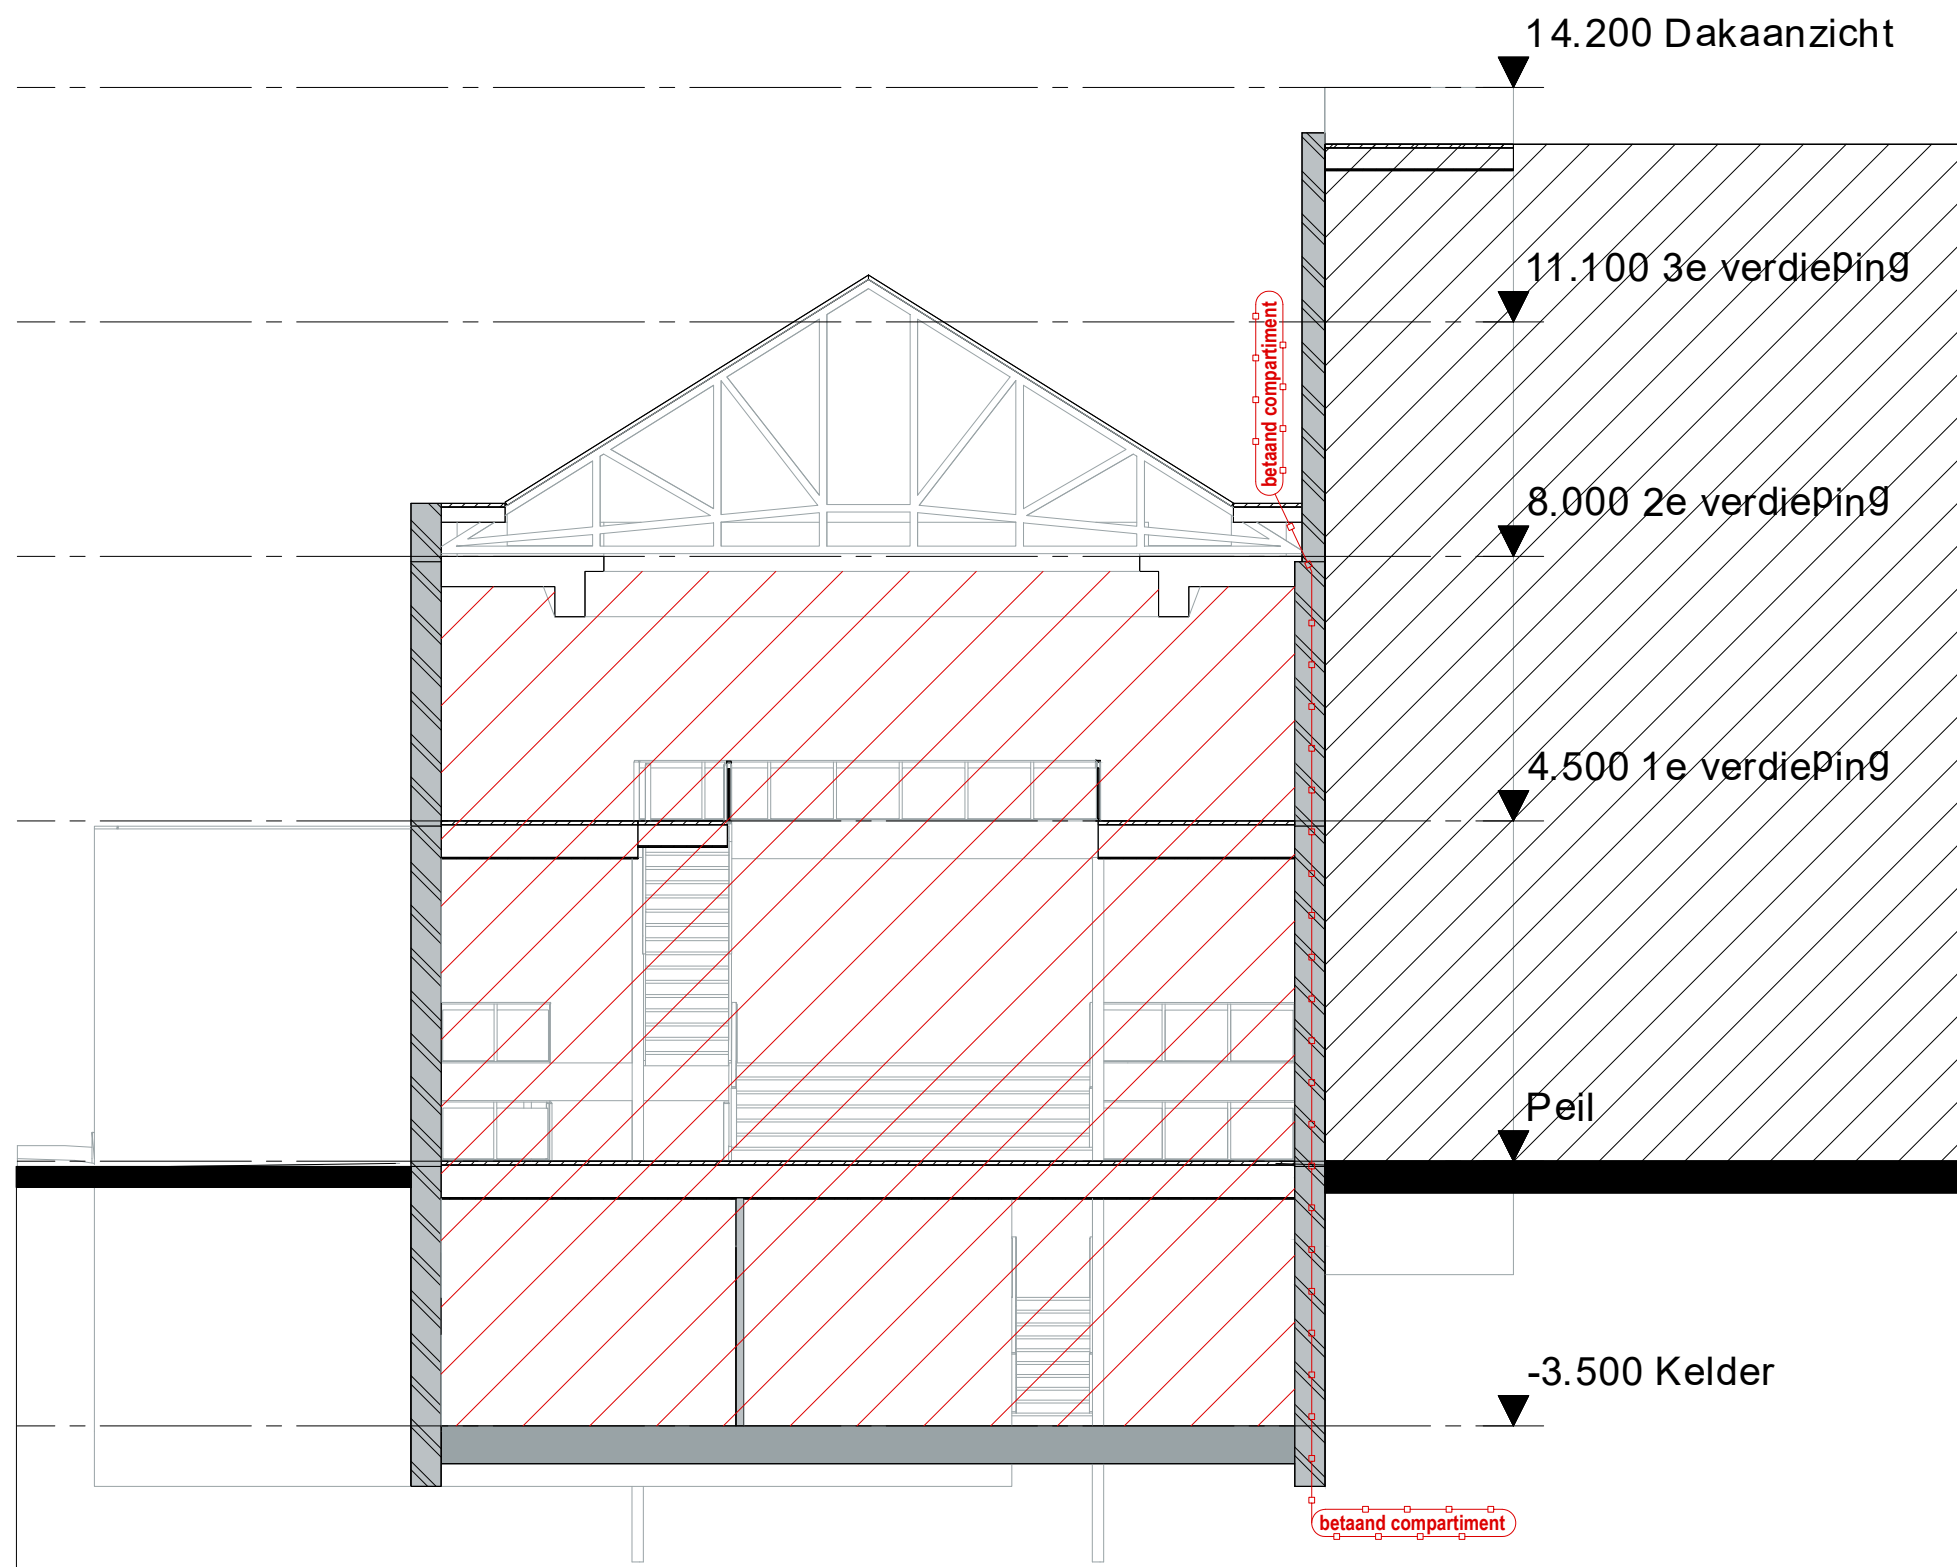 14.200 Dakaanzicht
11.100 3e verdieping
betaand compartiment
8.000 2e verdieping
4.500 1e verdieping
Peil
-3.500 Kelder
betaand compartiment